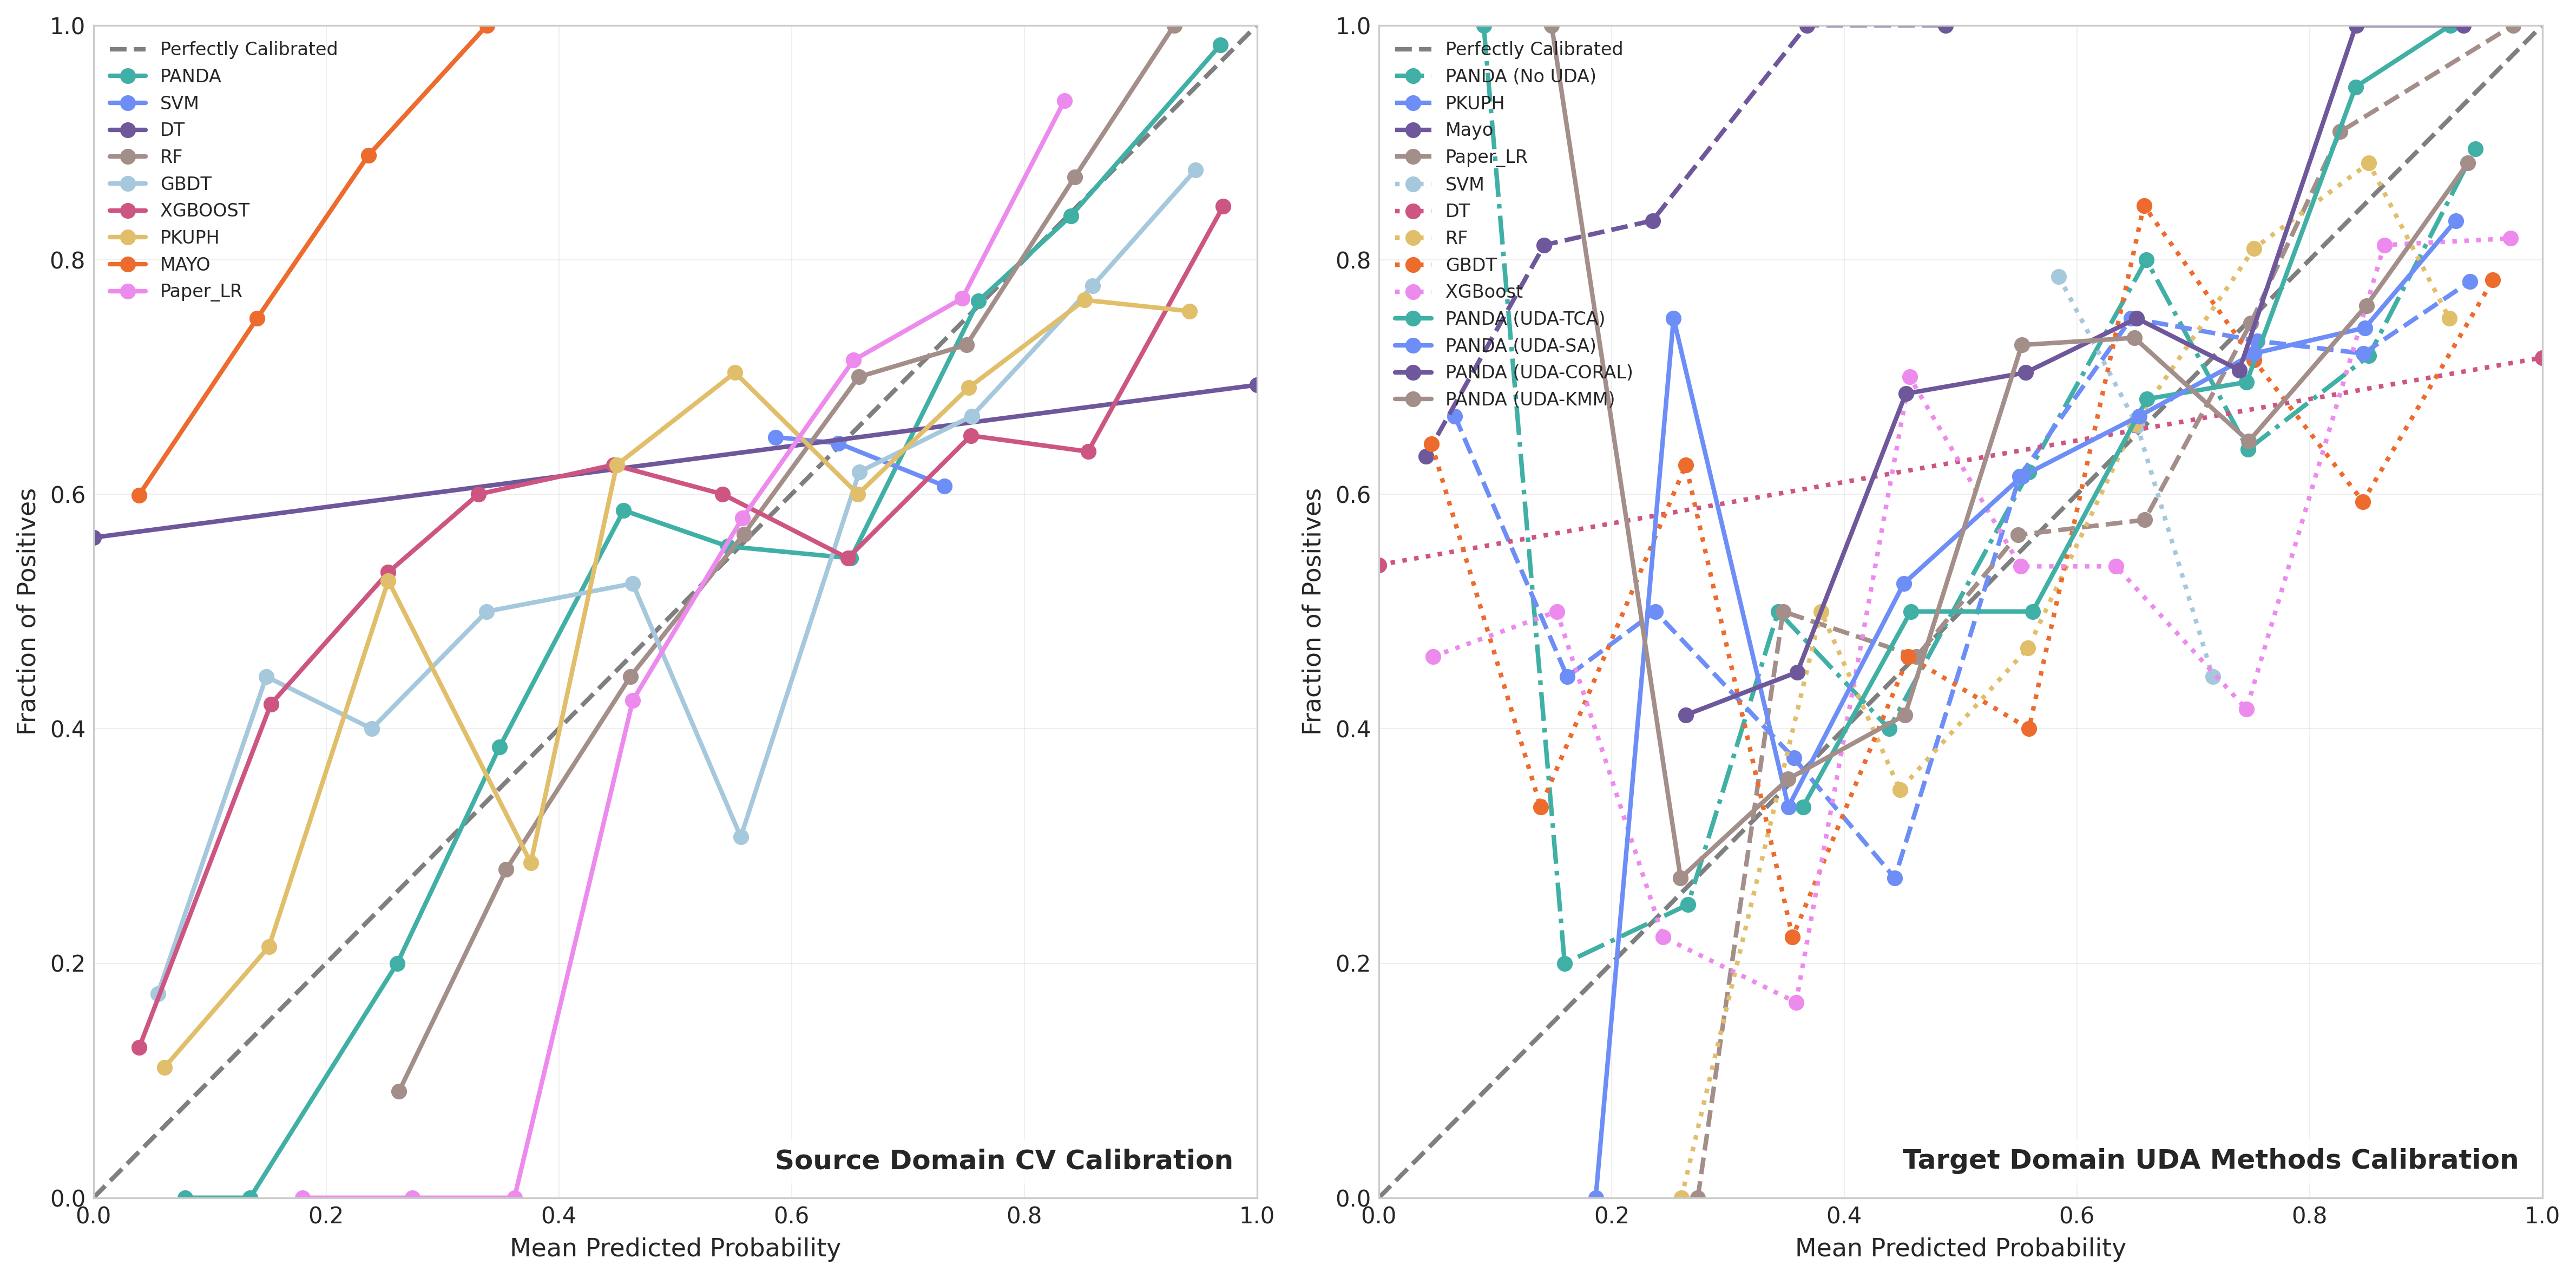 1.0
0.8
0.6
0.4
0.2
0.0
Fraction of Positives
Perfectly Calibrated
PANDA
SVM
DT
RF
GBDT
XGBOOST
PKUPH
MAYO
Paper_LR
Source Domain CV Calibration
0.0 0.2 0.4 0.6 0.8 1.0
Mean Predicted Probability
1.0
0.8
0.6
0.4
0.2
0.0
Fraction of Positives
Perfectly Calibrated
PANDA (No UDA)
PKUPH
Mayo
Paper_LR
SVM
DT
RF
GBDT
XGBoost
PANDA (UDA-TCA)
PANDA (UDA-SA)
PANDA (UDA-CORAL)
PANDA (UDA-KMM)
Target Domain UDA Methods Calibration
0.0 0.2 0.4 0.6 0.8 1.0
Mean Predicted Probability